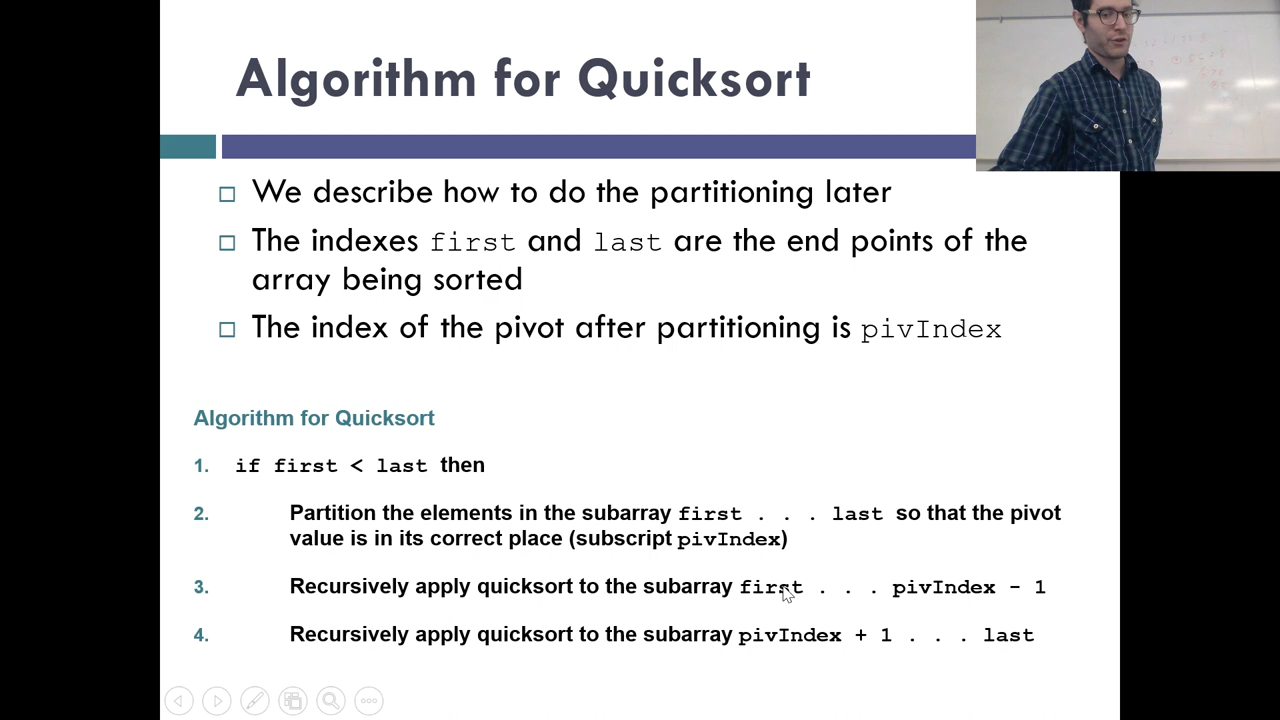 Algorithm for Quicksort
We describe how to do the partitioning later
The indexes first and last are the end points of the
array being sorted
The index of the pivot after partitioning is pivIndex
Algorithm for Quicksort
1. if first < last then
2. Partition the elements in the subarray first . . . last so that the pivot
value is in its correct place (subscript pivIndex)
3. Recursively apply quicksort to the subarray first . . . pivIndex - 1
4. Recursively apply quicksort to the subarray pivIndex + 1 . . . last